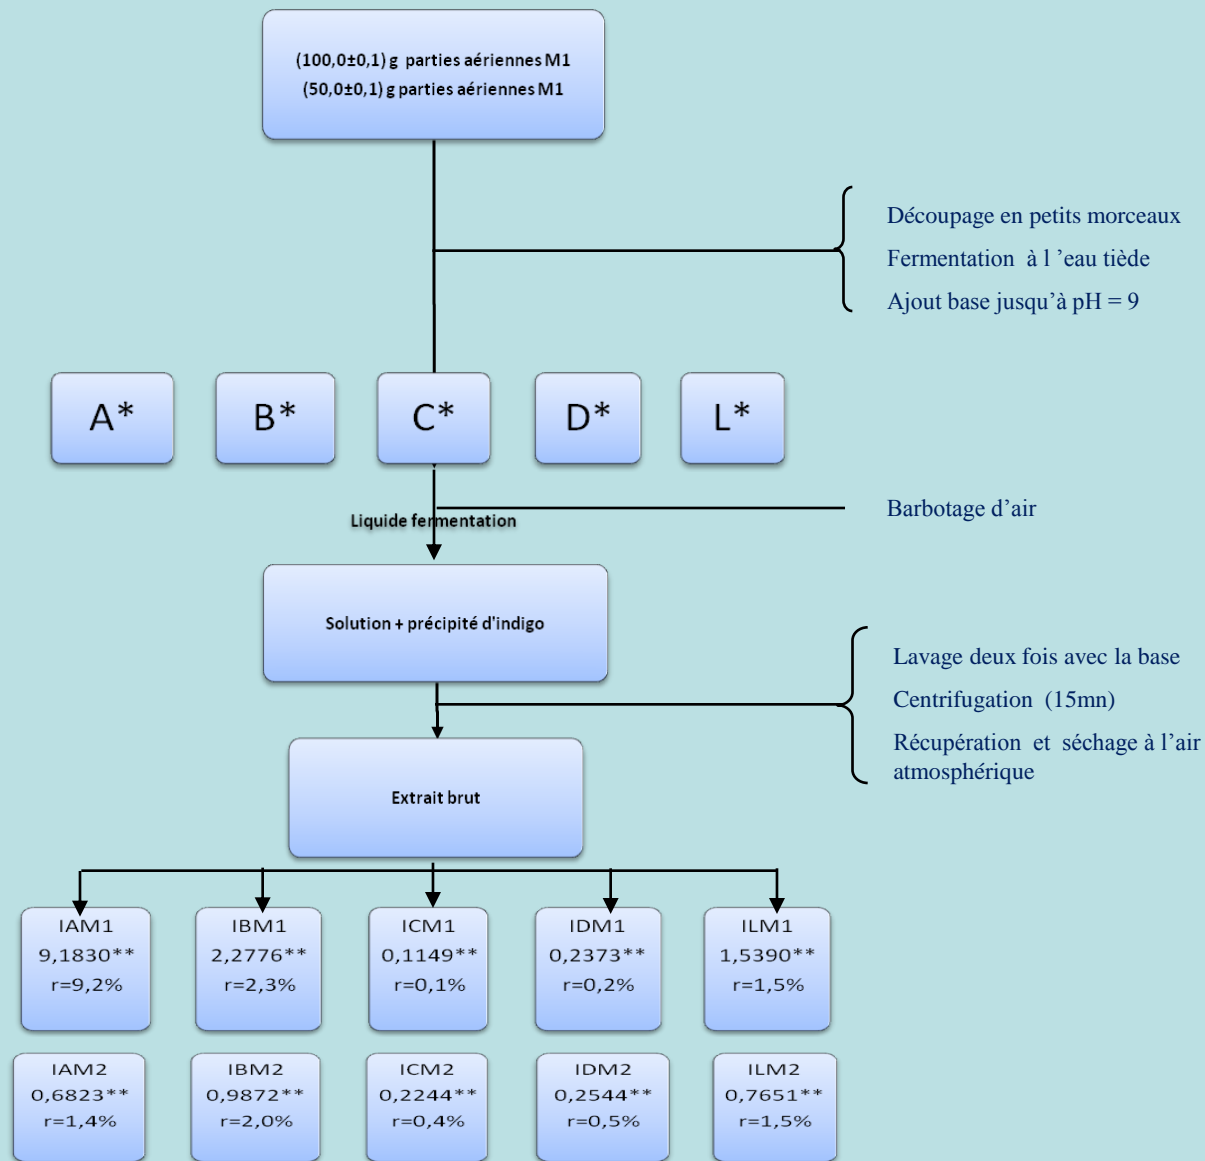 (100,0±0,1) g parties aériennes M1
(50,0±0,1) g parties aériennes M1
Découpage en petits morceaux
Fermentation à l ’eau tiède
Ajout base jusqu’à pH = 9
A*
B*
C*
D*
L*
Liquide fermentation
Barbotage d’air
Solution + précipité d'indigo
Lavage deux fois avec la base
Centrifugation (15mn)
Récupération et séchage à l’air
atmosphérique
Extrait brut
IAM1
9,1830**
r=9,2%
IBM1
2,2776**
r=2,3%
ICM1
0,1149**
r=0,1%
IDM1
0,2373**
r=0,2%
ILM1
1,5390**
r=1,5%
IAM2
0,6823**
r=1,4%
IBM2
0,9872**
r=2,0%
ICM2
0,2244**
r=0,4%
IDM2
0,2544**
r=0,5%
ILM2
0,7651**
r=1,5%